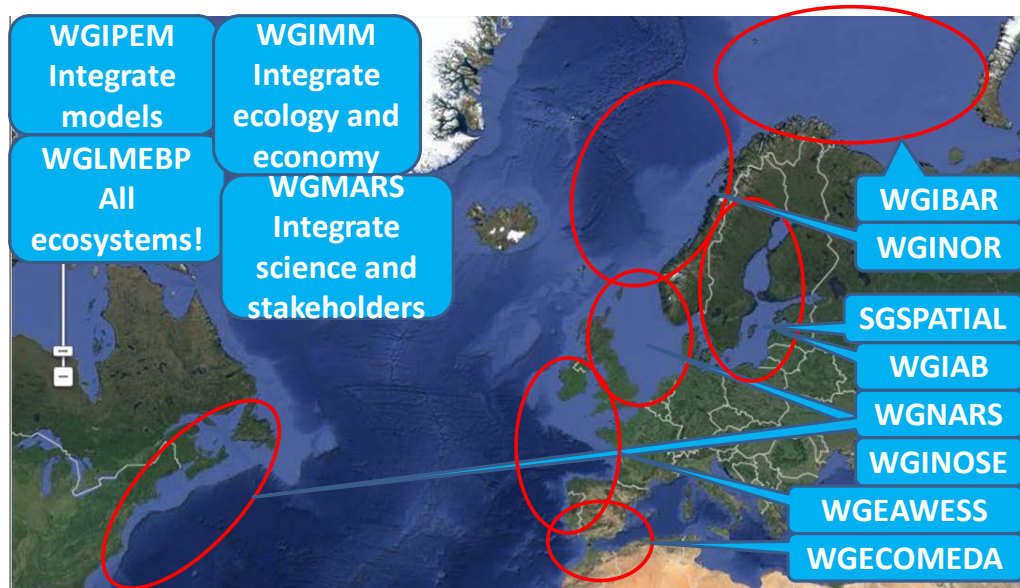 WGIPEM
Integrate
models
WGLMEBP
All
ecosystems!
WGIMM
Integrate
ecology and
economy
WGMARS
Integrate
science and
stakeholders
WGIBAR
WGINOR
SGSPATIAL
WGIAB
WGNARS
WGINOSE
WGEAWESS
WGECOMEDA